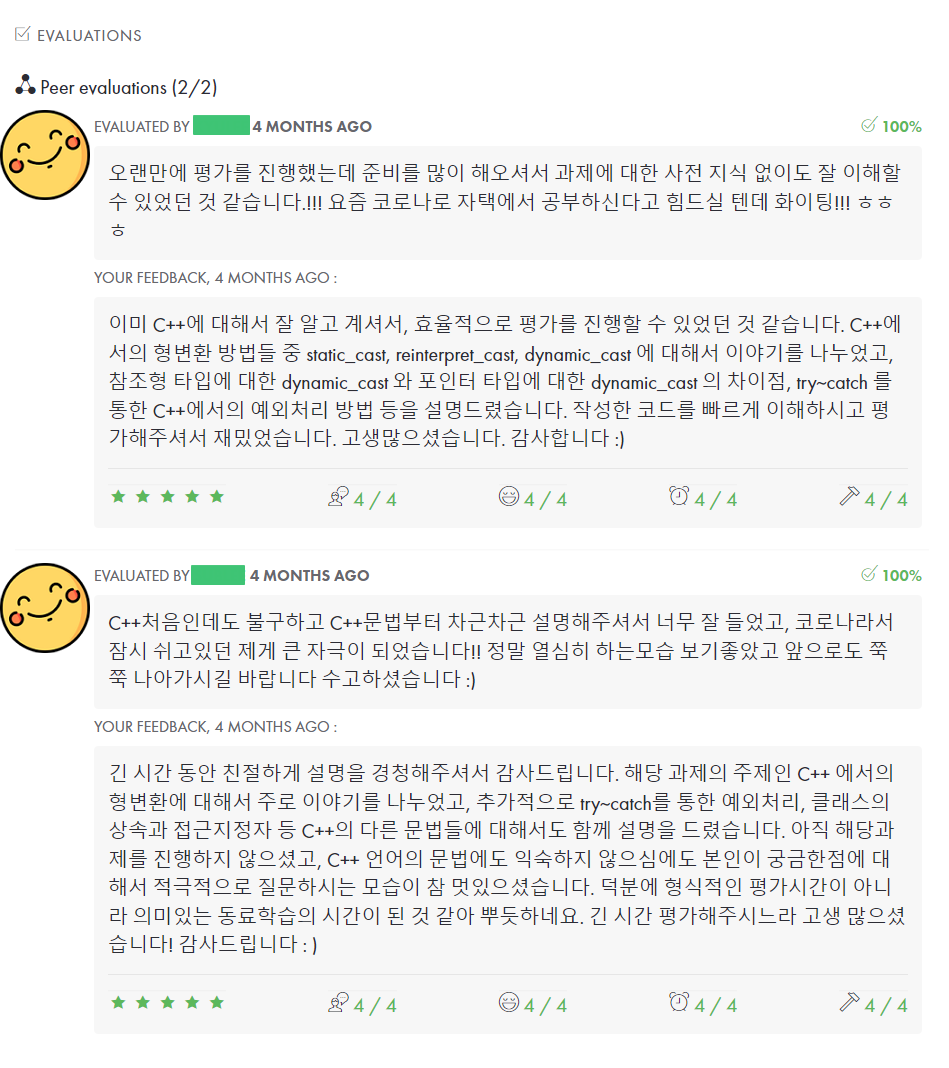 EVALUATIONS
Peer evaluations (2/2)
EVALUATED BY 4 MONTHS AGO 100%
오랜만에 평가를 진행했는데 준비를 많이 해오셔서 과제에 대한 사전 지식 없이도 잘 이해할
수 있었던 것 같습니다.!!! 요즘 코로나로 자택에서 공부하신다고 힘드실 텐데 화이팅!!! ㅎㅎ
ㅎ
YOUR FEEDBACK, 4 MONTHS AGO :
이미 C++에 대해서 잘 알고 계셔서, 효율적으로 평가를 진행할 수 있었던 것 같습니다. C++에
서의 형변환 방법들 중 static_cast, reinterpret_cast, dynamic_cast 에 대해서 이야기를 나누었고,
참조형 타입에 대한 dynamic_cast 와 포인터 타입에 대한 dynamic_cast 의 차이점, try~catch 를
통한 C++에서의 예외처리 방법 등을 설명드렸습니다. 작성한 코드를 빠르게 이해하시고 평
가해주셔서 재밌었습니다. 고생많으셨습니다. 감사합니다 :)
4 / 4 4 / 4 4 / 4 4 / 4
EVALUATED BY 4 MONTHS AGO 100%
C++처음인데도 불구하고 C++문법부터 차근차근 설명해주셔서 너무 잘 들었고, 코로나라서
잠시 쉬고있던 제게 큰 자극이 되었습니다!! 정말 열심히 하는모습 보기좋았고 앞으로도 쭉
쭉 나아가시길 바랍니다 수고하셨습니다 :)
YOUR FEEDBACK, 4 MONTHS AGO :
긴 시간 동안 친절하게 설명을 경청해주셔서 감사드립니다. 해당 과제의 주제인 C++ 에서의
형변환에 대해서 주로 이야기를 나누었고, 추가적으로 try~catch를 통한 예외처리, 클래스의
상속과 접근지정자 등 C++의 다른 문법들에 대해서도 함께 설명을 드렸습니다. 아직 해당과
제를 진행하지 않으셨고, C++ 언어의 문법에도 익숙하지 않으심에도 본인이 궁금한점에 대
해서 적극적으로 질문하시는 모습이 참 멋있으셨습니다. 덕분에 형식적인 평가시간이 아니
라 의미있는 동료학습의 시간이 된 것 같아 뿌듯하네요. 긴 시간 평가해주시느라 고생 많으셨
습니다! 감사드립니다 : )
4 / 4 4 / 4 4 / 4 4 / 4